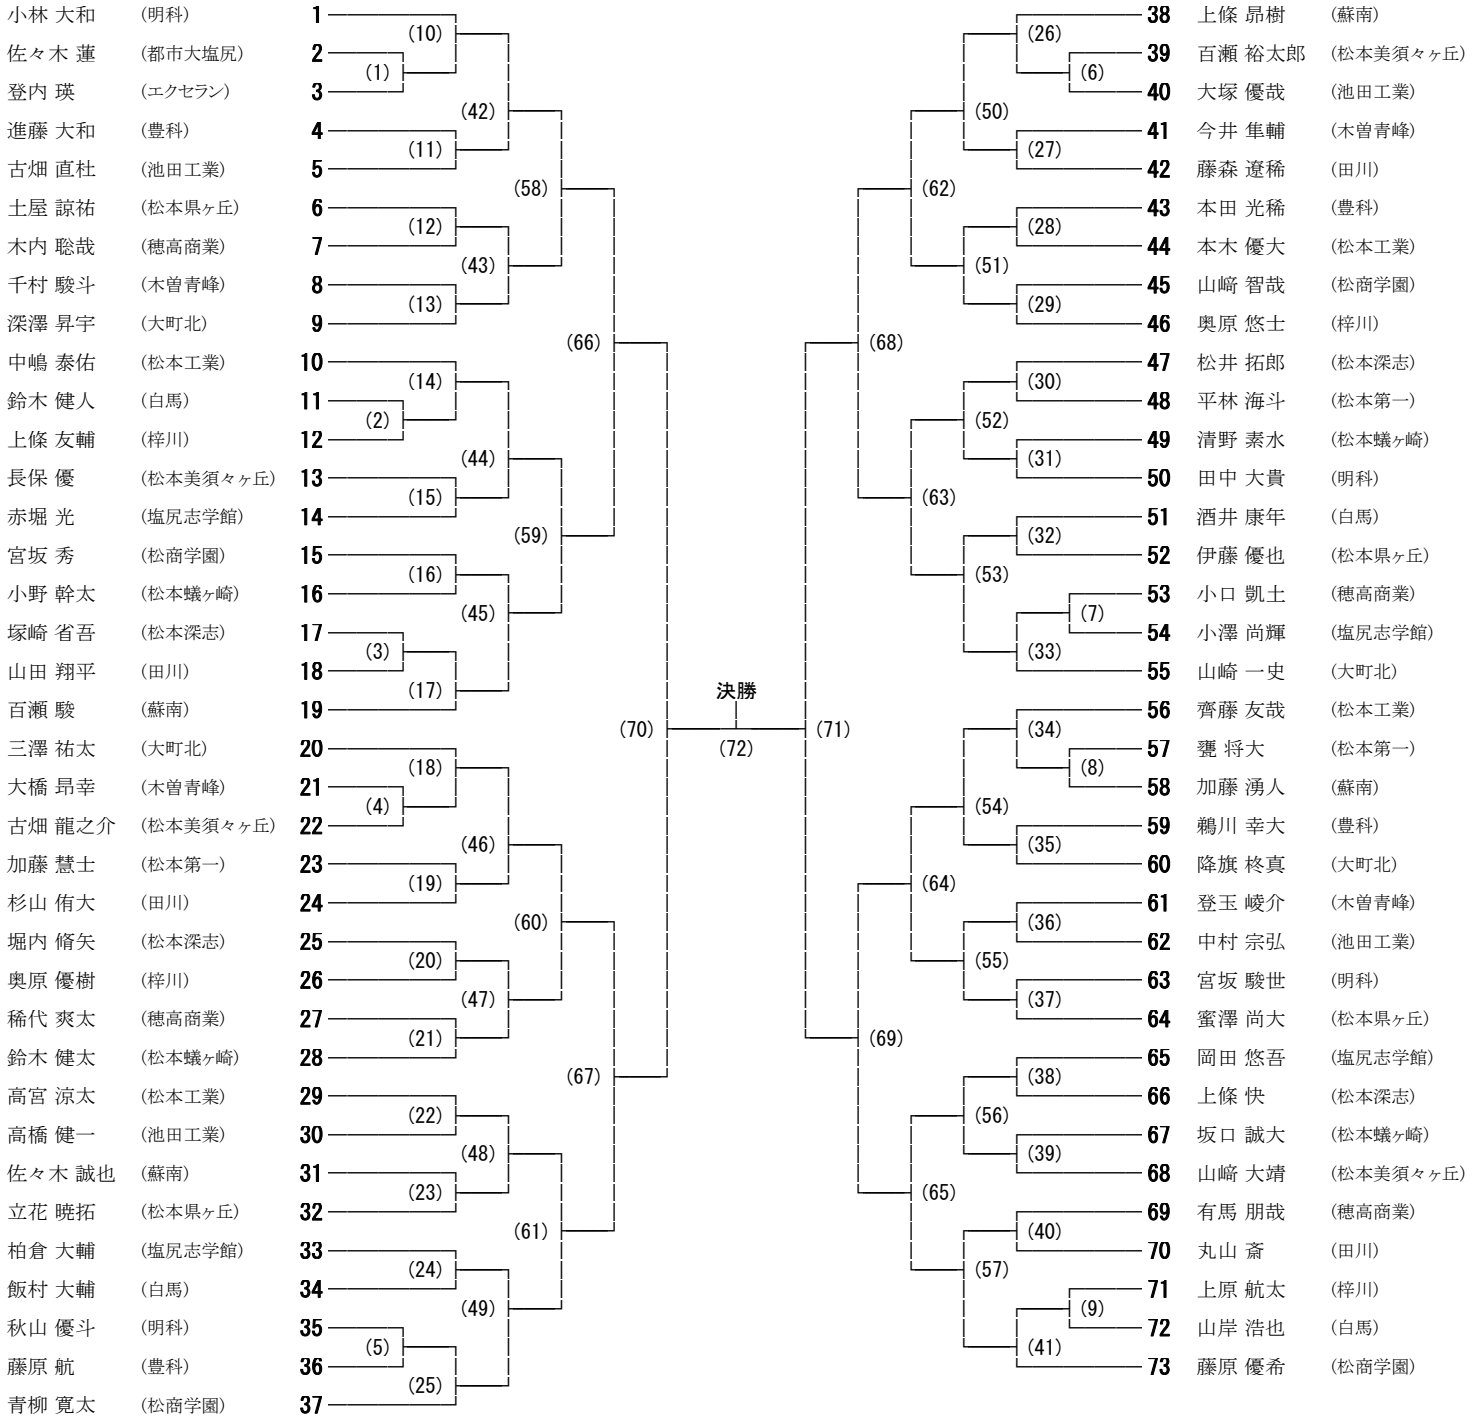 小林 大和 (明科) 1
佐々木 蓮 (都市大塩尻) 2
登内 瑛 (エクセラン) 3
進藤 大和 (豊科) 4
古畑 直杜 (池田工業) 5
土屋 諒祐 (松本県ヶ丘) 6
木内 聡哉 (穂高商業) 7
千村 駿斗 (木曽青峰) 8
深澤 昇宇 (大町北) 9
中嶋 泰佑 (松本工業) 10
鈴木 健人 (白馬) 11
上條 友輔 (梓川) 12
長保 優 (松本美須々ヶ丘) 13
赤堀 光 (塩尻志学館) 14
宮坂 秀 (松商学園) 15
小野 幹太 (松本蟻ヶ崎) 16
塚崎 省吾 (松本深志) 17
山田 翔平 (田川) 18
百瀬 駿 (蘇南) 19
三澤 祐太 (大町北) 20
大橋 昂幸 (木曽青峰) 21
古畑 龍之介 (松本美須々ヶ丘) 22
加藤 慧士 (松本第一) 23
杉山 侑大 (田川) 24
堀内 脩矢 (松本深志) 25
奥原 優樹 (梓川) 26
稀代 爽太 (穂高商業) 27
鈴木 健太 (松本蟻ヶ崎) 28
高宮 涼太 (松本工業) 29
高橋 健一 (池田工業) 30
佐々木 誠也 (蘇南) 31
立花 暁拓 (松本県ヶ丘) 32
柏倉 大輔 (塩尻志学館) 33
飯村 大輔 (白馬) 34
秋山 優斗 (明科) 35
藤原 航 (豊科) 36
青柳 寛太 (松商学園) 37
(1)
(2)
(3)
(4)
(5)
(10)
(11)
(12)
(13)
(14)
(15)
(16)
(17)
(18)
(19)
(20)
(21)
(22)
(23)
(24)
(25)
(42)
(43)
(44)
(45)
(46)
(47)
(48)
(49)
(58)
(59)
(60)
(61)
(66)
(67)
(70)
決勝
(72)
(71)
(68)
(69)
(62)
(63)
(64)
(65)
(50)
(51)
(52)
(53)
(54)
(55)
(56)
(57)
(26)
(27)
(28)
(29)
(30)
(31)
(32)
(33)
(34)
(35)
(36)
(37)
(38)
(39)
(40)
(41)
(6)
(7)
(8)
(9)
38 上條 昴樹 (蘇南)
39 百瀬 裕太郎 (松本美須々ヶ丘)
40 大塚 優哉 (池田工業)
41 今井 隼輔 (木曽青峰)
42 藤森 遼稀 (田川)
43 本田 光稀 (豊科)
44 本木 優大 (松本工業)
45 山﨑 智哉 (松商学園)
46 奥原 悠士 (梓川)
47 松井 拓郎 (松本深志)
48 平林 海斗 (松本第一)
49 清野 素水 (松本蟻ヶ崎)
50 田中 大貴 (明科)
51 酒井 康年 (白馬)
52 伊藤 優也 (松本県ヶ丘)
53 小口 凱土 (穂高商業)
54 小澤 尚輝 (塩尻志学館)
55 山崎 一史 (大町北)
56 齊藤 友哉 (松本工業)
57 甕 将大 (松本第一)
58 加藤 湧人 (蘇南)
59 鵜川 幸大 (豊科)
60 降旗 柊真 (大町北)
61 登玉 崚介 (木曽青峰)
62 中村 宗弘 (池田工業)
63 宮坂 駿世 (明科)
64 蜜澤 尚大 (松本県ヶ丘)
65 岡田 悠吾 (塩尻志学館)
66 上條 快 (松本深志)
67 坂口 誠大 (松本蟻ヶ崎)
68 山﨑 大靖 (松本美須々ヶ丘)
69 有馬 朋哉 (穂高商業)
70 丸山 斎 (田川)
71 上原 航太 (梓川)
72 山岸 浩也 (白馬)
73 藤原 優希 (松商学園)